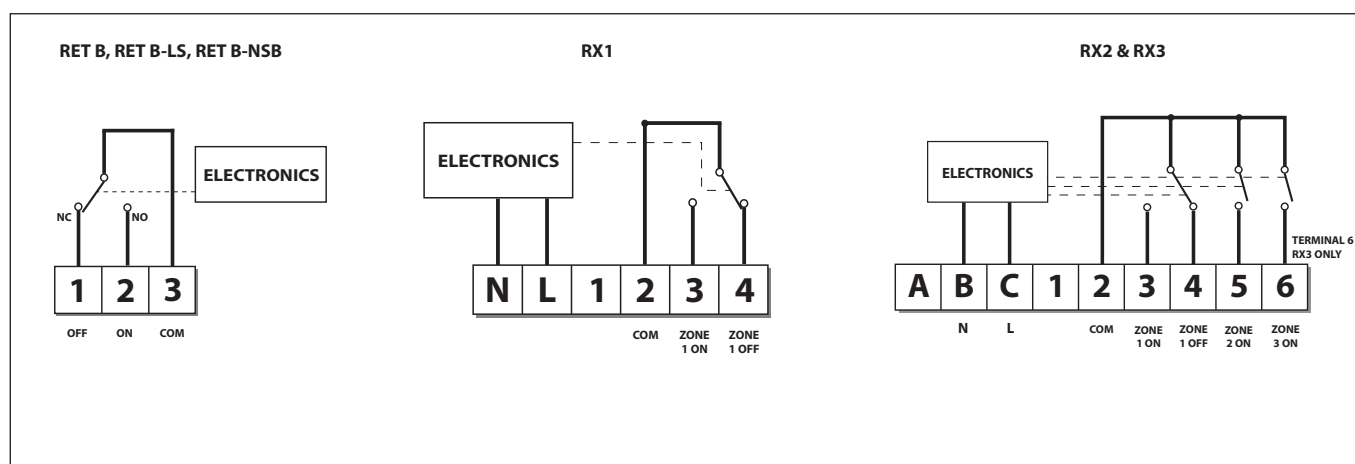 RET B, RET B-LS, RET B-NSB
ELECTRONICS
NC
NO
1 2 3
OFF ON COM
RX1
ELECTRONICS
N L 1 2 3 4
COM ZONE ZONE
1 ON 1 OFF
RX2 & RX3
ELECTRONICS
TERMINAL 6
RX3 ONLY
A B C 1 2 3 4 5 6
N L COM ZONE ZONE ZONE ZONE
1 ON 1 OFF 2 ON 3 ON